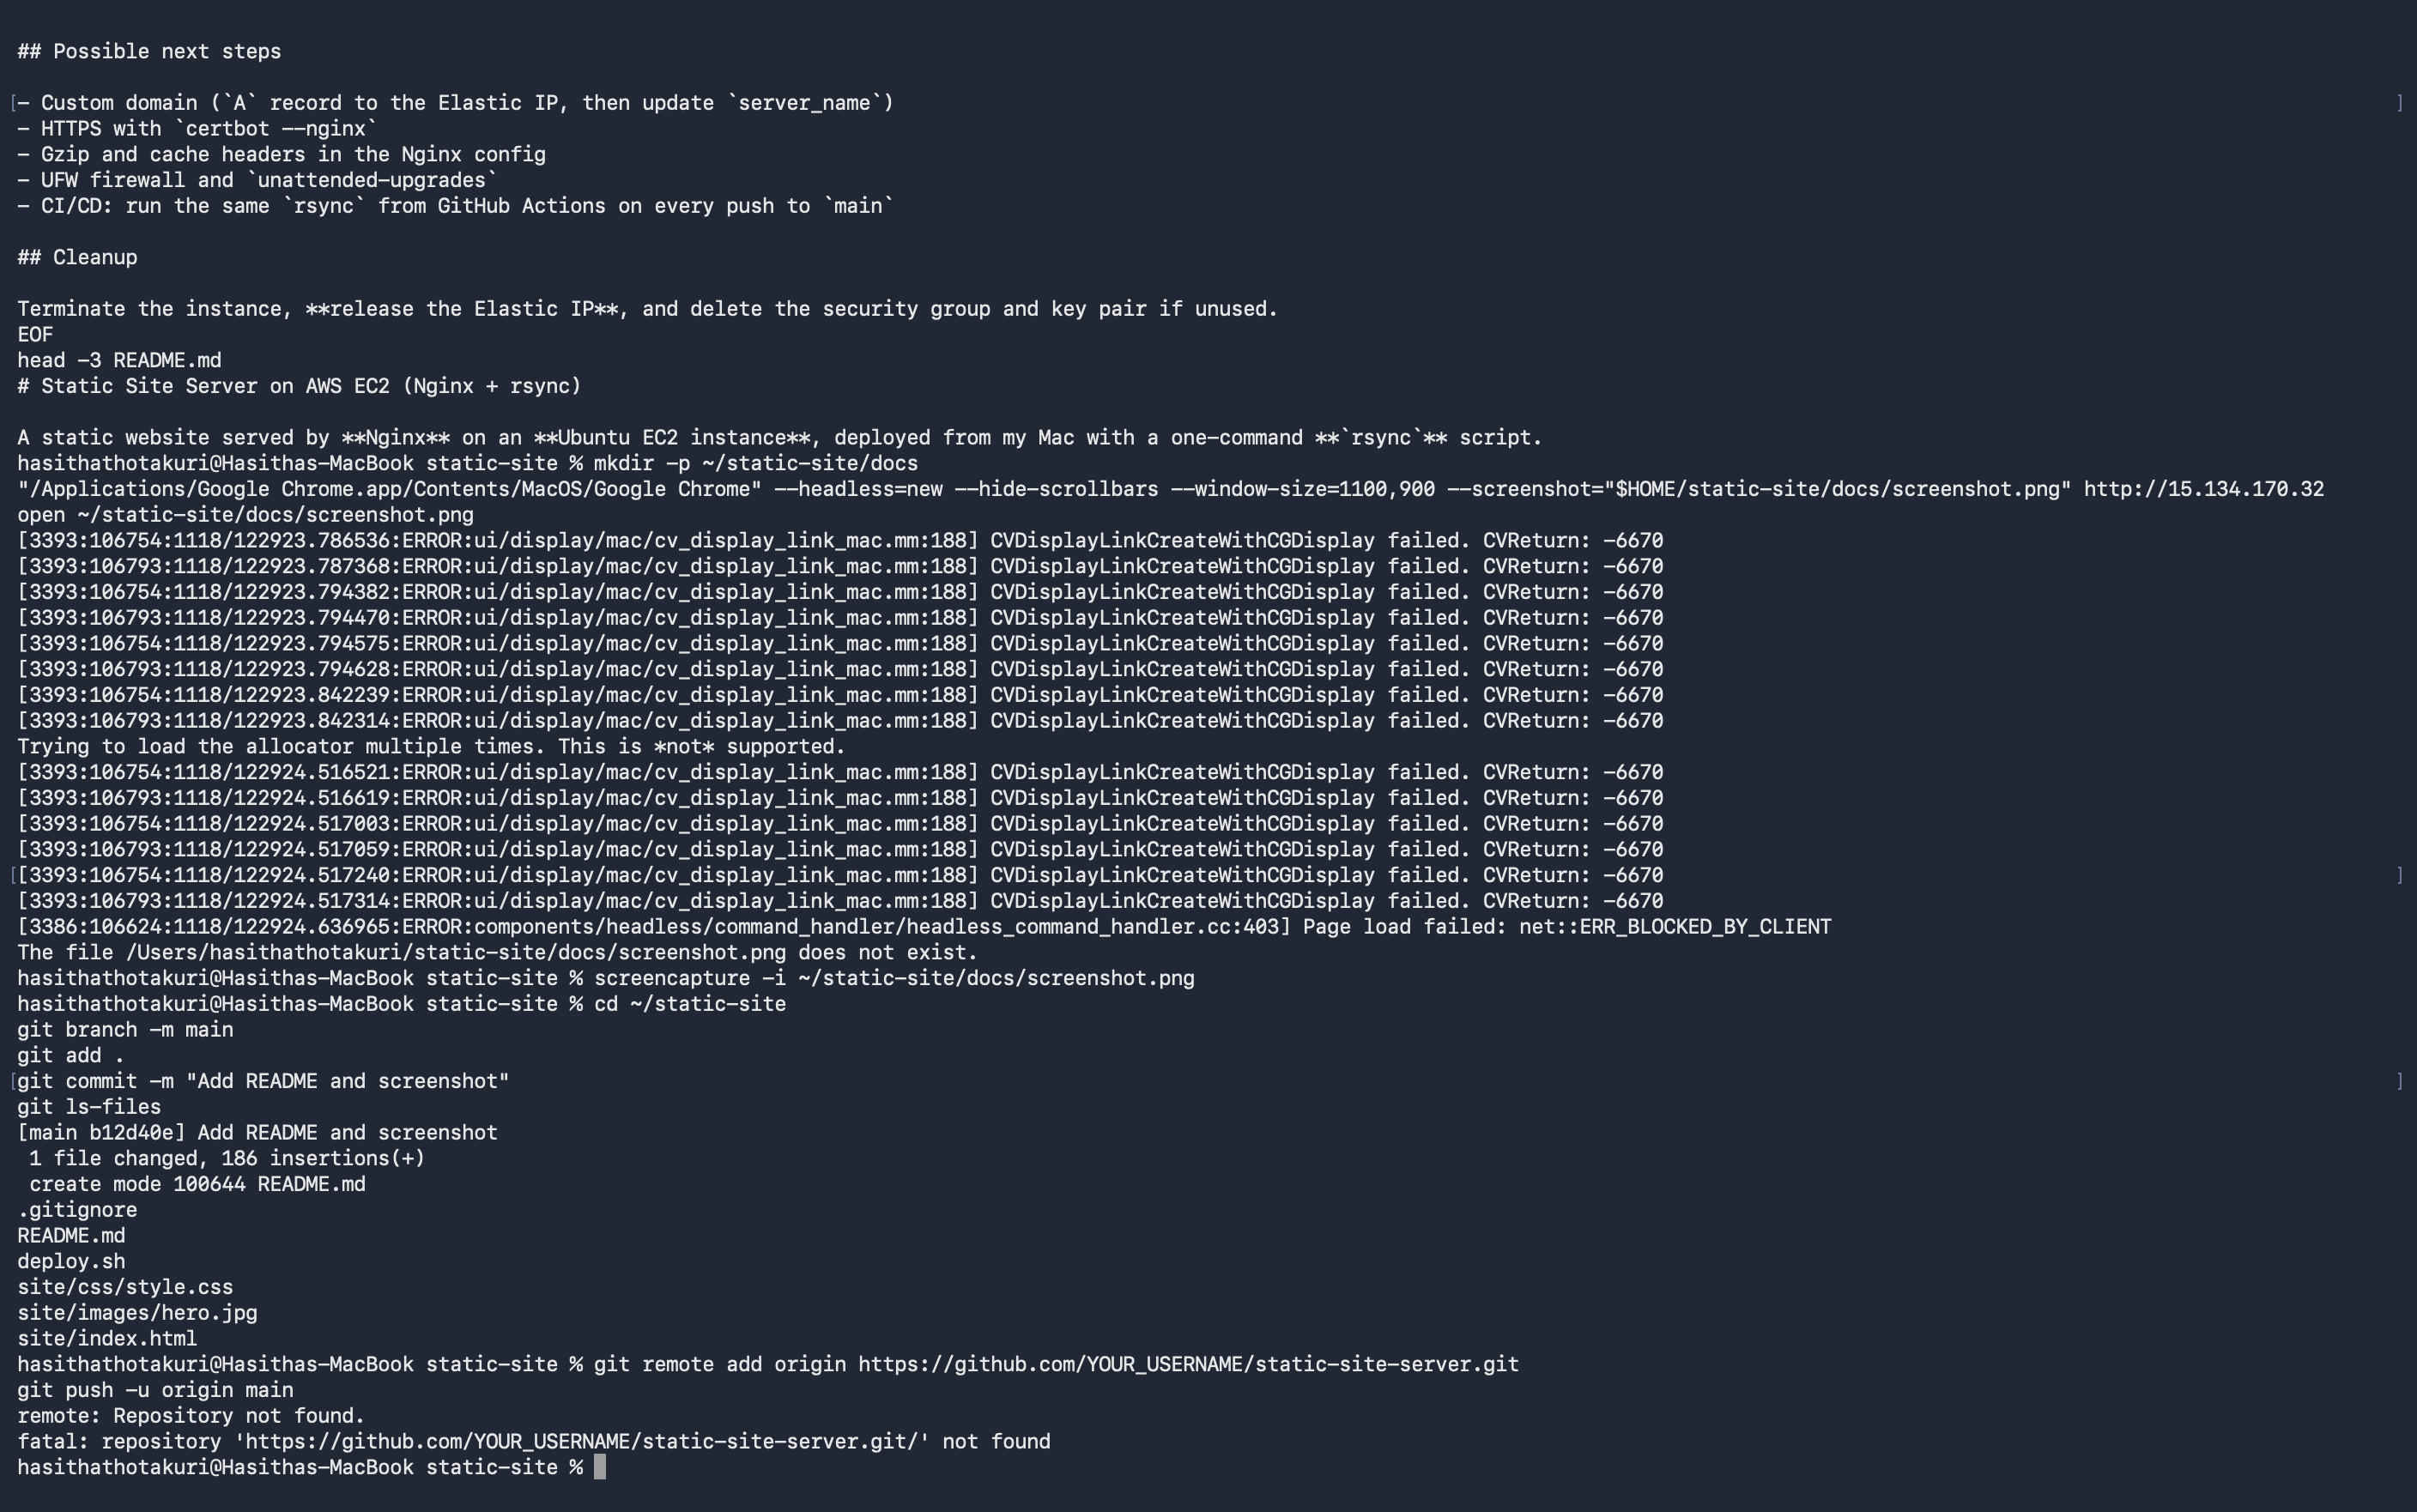 ## Possible next steps
[- Custom domain (`A` record to the Elastic IP, then update `server_name`) ]
- HTTPS with `certbot --nginx`
- Gzip and cache headers in the Nginx config
- UFW firewall and `unattended-upgrades`
- CI/CD: run the same `rsync` from GitHub Actions on every push to `main`
## Cleanup
Terminate the instance, **release the Elastic IP**, and delete the security group and key pair if unused.
EOF
head -3 README.md
# Static Site Server on AWS EC2 (Nginx + rsync)
A static website served by **Nginx** on an **Ubuntu EC2 instance**, deployed from my Mac with a one-command **`rsync`** script.
hasithathotakuri@Hasithas-MacBook static-site % mkdir -p ~/static-site/docs
"/Applications/Google Chrome.app/Contents/MacOS/Google Chrome" --headless=new --hide-scrollbars --window-size=1100,900 --screenshot="$HOME/static-site/docs/screenshot.png" http://15.134.170.32
open ~/static-site/docs/screenshot.png
[3393:106754:1118/122923.786536:ERROR:ui/display/mac/cv_display_link_mac.mm:188] CVDisplayLinkCreateWithCGDisplay failed. CVReturn: -6670
[3393:106793:1118/122923.787368:ERROR:ui/display/mac/cv_display_link_mac.mm:188] CVDisplayLinkCreateWithCGDisplay failed. CVReturn: -6670
[3393:106754:1118/122923.794382:ERROR:ui/display/mac/cv_display_link_mac.mm:188] CVDisplayLinkCreateWithCGDisplay failed. CVReturn: -6670
[3393:106793:1118/122923.794470:ERROR:ui/display/mac/cv_display_link_mac.mm:188] CVDisplayLinkCreateWithCGDisplay failed. CVReturn: -6670
[3393:106754:1118/122923.794575:ERROR:ui/display/mac/cv_display_link_mac.mm:188] CVDisplayLinkCreateWithCGDisplay failed. CVReturn: -6670
[3393:106793:1118/122923.794628:ERROR:ui/display/mac/cv_display_link_mac.mm:188] CVDisplayLinkCreateWithCGDisplay failed. CVReturn: -6670
[3393:106754:1118/122923.842239:ERROR:ui/display/mac/cv_display_link_mac.mm:188] CVDisplayLinkCreateWithCGDisplay failed. CVReturn: -6670
[3393:106793:1118/122923.842314:ERROR:ui/display/mac/cv_display_link_mac.mm:188] CVDisplayLinkCreateWithCGDisplay failed. CVReturn: -6670
Trying to load the allocator multiple times. This is *not* supported.
[3393:106754:1118/122924.516521:ERROR:ui/display/mac/cv_display_link_mac.mm:188] CVDisplayLinkCreateWithCGDisplay failed. CVReturn: -6670
[3393:106793:1118/122924.516619:ERROR:ui/display/mac/cv_display_link_mac.mm:188] CVDisplayLinkCreateWithCGDisplay failed. CVReturn: -6670
[3393:106754:1118/122924.517003:ERROR:ui/display/mac/cv_display_link_mac.mm:188] CVDisplayLinkCreateWithCGDisplay failed. CVReturn: -6670
[3393:106793:1118/122924.517059:ERROR:ui/display/mac/cv_display_link_mac.mm:188] CVDisplayLinkCreateWithCGDisplay failed. CVReturn: -6670
[[3393:106754:1118/122924.517240:ERROR:ui/display/mac/cv_display_link_mac.mm:188] CVDisplayLinkCreateWithCGDisplay failed. CVReturn: -6670 ]
[3393:106793:1118/122924.517314:ERROR:ui/display/mac/cv_display_link_mac.mm:188] CVDisplayLinkCreateWithCGDisplay failed. CVReturn: -6670
[3386:106624:1118/122924.636965:ERROR:components/headless/command_handler/headless_command_handler.cc:403] Page load failed: net::ERR_BLOCKED_BY_CLIENT
The file /Users/hasithathotakuri/static-site/docs/screenshot.png does not exist.
hasithathotakuri@Hasithas-MacBook static-site % screencapture -i ~/static-site/docs/screenshot.png
hasithathotakuri@Hasithas-MacBook static-site % cd ~/static-site
git branch -m main
git add .
[git commit -m "Add README and screenshot" ]
git ls-files
[main b12d40e] Add README and screenshot
1 file changed, 186 insertions(+)
create mode 100644 README.md
.gitignore
README.md
deploy.sh
site/css/style.css
site/images/hero.jpg
site/index.html
hasithathotakuri@Hasithas-MacBook static-site % git remote add origin https://github.com/YOUR_USERNAME/static-site-server.git
git push -u origin main
remote: Repository not found.
fatal: repository 'https://github.com/YOUR_USERNAME/static-site-server.git/' not found
hasithathotakuri@Hasithas-MacBook static-site %